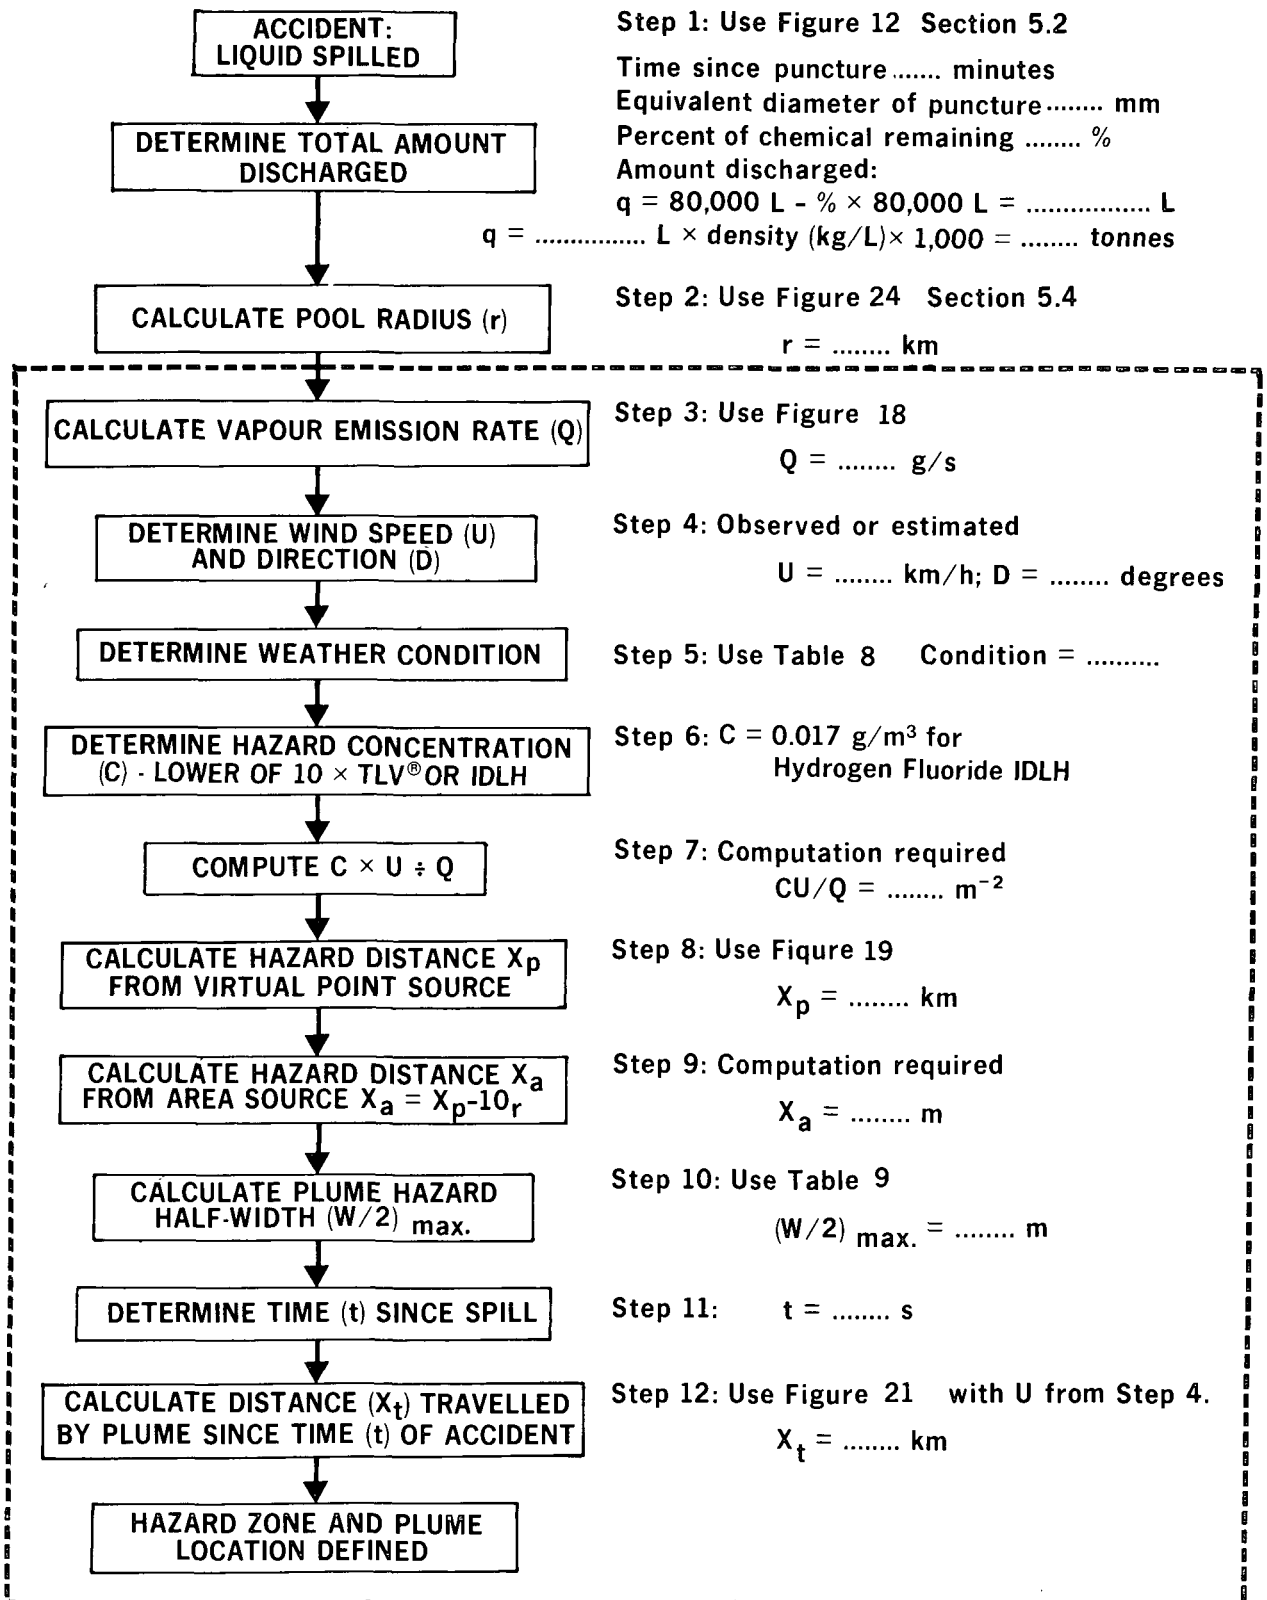 ACCIDENT:
LIQUID SPILLED
Step 1: Use Figure 12 Section 5.2
Time since puncture ....... minutes
Equivalent diameter of puncture ........ mm
Percent of chemical remaining ........ %
Amount discharged:
q = 80,000 L - % × 80,000 L = ................. L
q = ............... L × density (kg/L) × 1,000 = ........ tonnes
DETERMINE TOTAL AMOUNT
DISCHARGED
CALCULATE POOL RADIUS (r)
Step 2: Use Figure 24 Section 5.4
r = ........ km
CALCULATE VAPOUR EMISSION RATE (Q)
Step 3: Use Figure 18
Q = ........ g/s
DETERMINE WIND SPEED (U)
AND DIRECTION (D)
Step 4: Observed or estimated
U = ........ km/h; D = ........ degrees
DETERMINE WEATHER CONDITION
Step 5: Use Table 8 Condition = ..........
DETERMINE HAZARD CONCENTRATION
(C) - LOWER OF 10 × TLV® OR IDLH
Step 6: C = 0.017 g/m³ for
Hydrogen Fluoride IDLH
COMPUTE C × U ÷ Q
Step 7: Computation required
CU/Q = ........ m⁻²
CALCULATE HAZARD DISTANCE Xp
FROM VIRTUAL POINT SOURCE
Step 8: Use Fiqure 19
Xp = ........ km
CALCULATE HAZARD DISTANCE Xa
FROM AREA SOURCE Xa = Xp-10r
Step 9: Computation required
Xa = ........ m
CALCULATE PLUME HAZARD
HALF-WIDTH (W/2) max.
Step 10: Use Table 9
(W/2) max. = ........ m
DETERMINE TIME (t) SINCE SPILL
Step 11: t = ........ s
CALCULATE DISTANCE (Xt) TRAVELLED
BY PLUME SINCE TIME (t) OF ACCIDENT
Step 12: Use Figure 21 with U from Step 4.
Xt = ........ km
HAZARD ZONE AND PLUME
LOCATION DEFINED